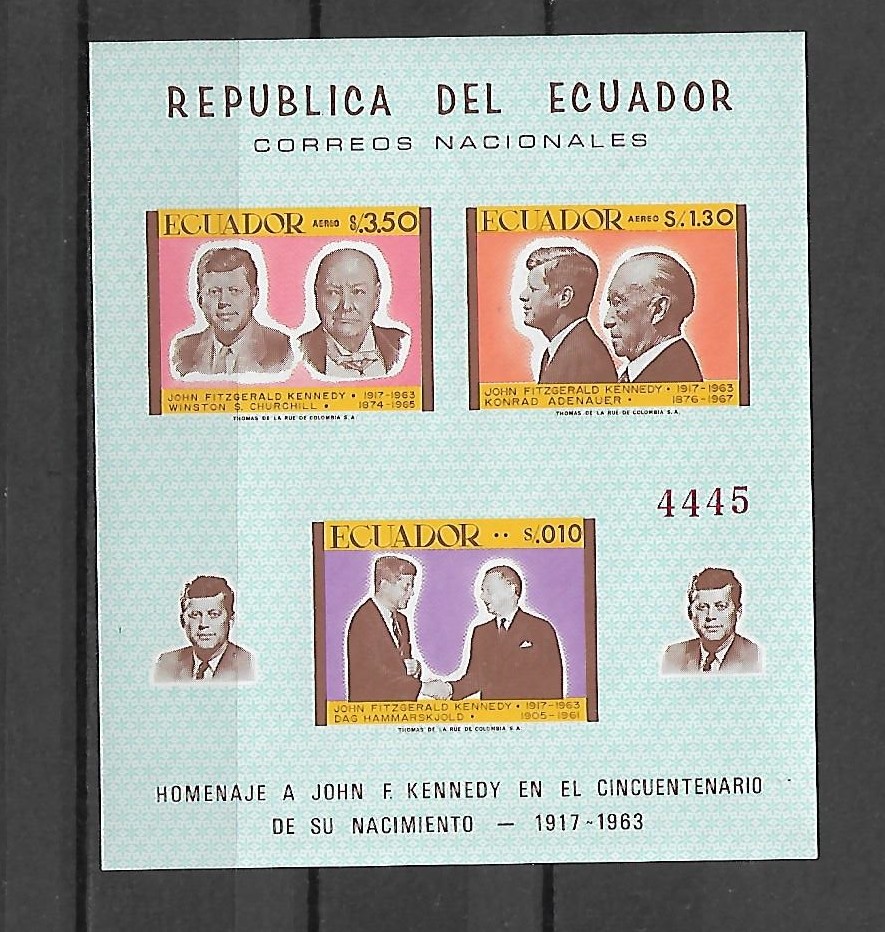 REPUBLICA DEL ECUADOR
CORREOS NACIONALES
ECUADOR AEREO S/.3.50
JOHN FITZGERALD KENNEDY • 1917-1963
WINSTON S. CHURCHILL • 1874-1965
THOMAS DE LA RUE DE COLOMBIA S.A.
ECUADOR AEREO S/.1.30
JOHN FITZGERALD KENNEDY • 1917-1963
KONRAD ADENAUER • 1876-1967
THOMAS DE LA RUE DE COLOMBIA S.A.
4445
ECUADOR •• S/.010
JOHN FITZGERALD KENNEDY • 1917-1963
DAG HAMMARSKJOLD • 1905-1961
THOMAS DE LA RUE DE COLOMBIA S.A.
HOMENAJE A JOHN F. KENNEDY EN EL CINCUENTENARIO
DE SU NACIMIENTO — 1917-1963